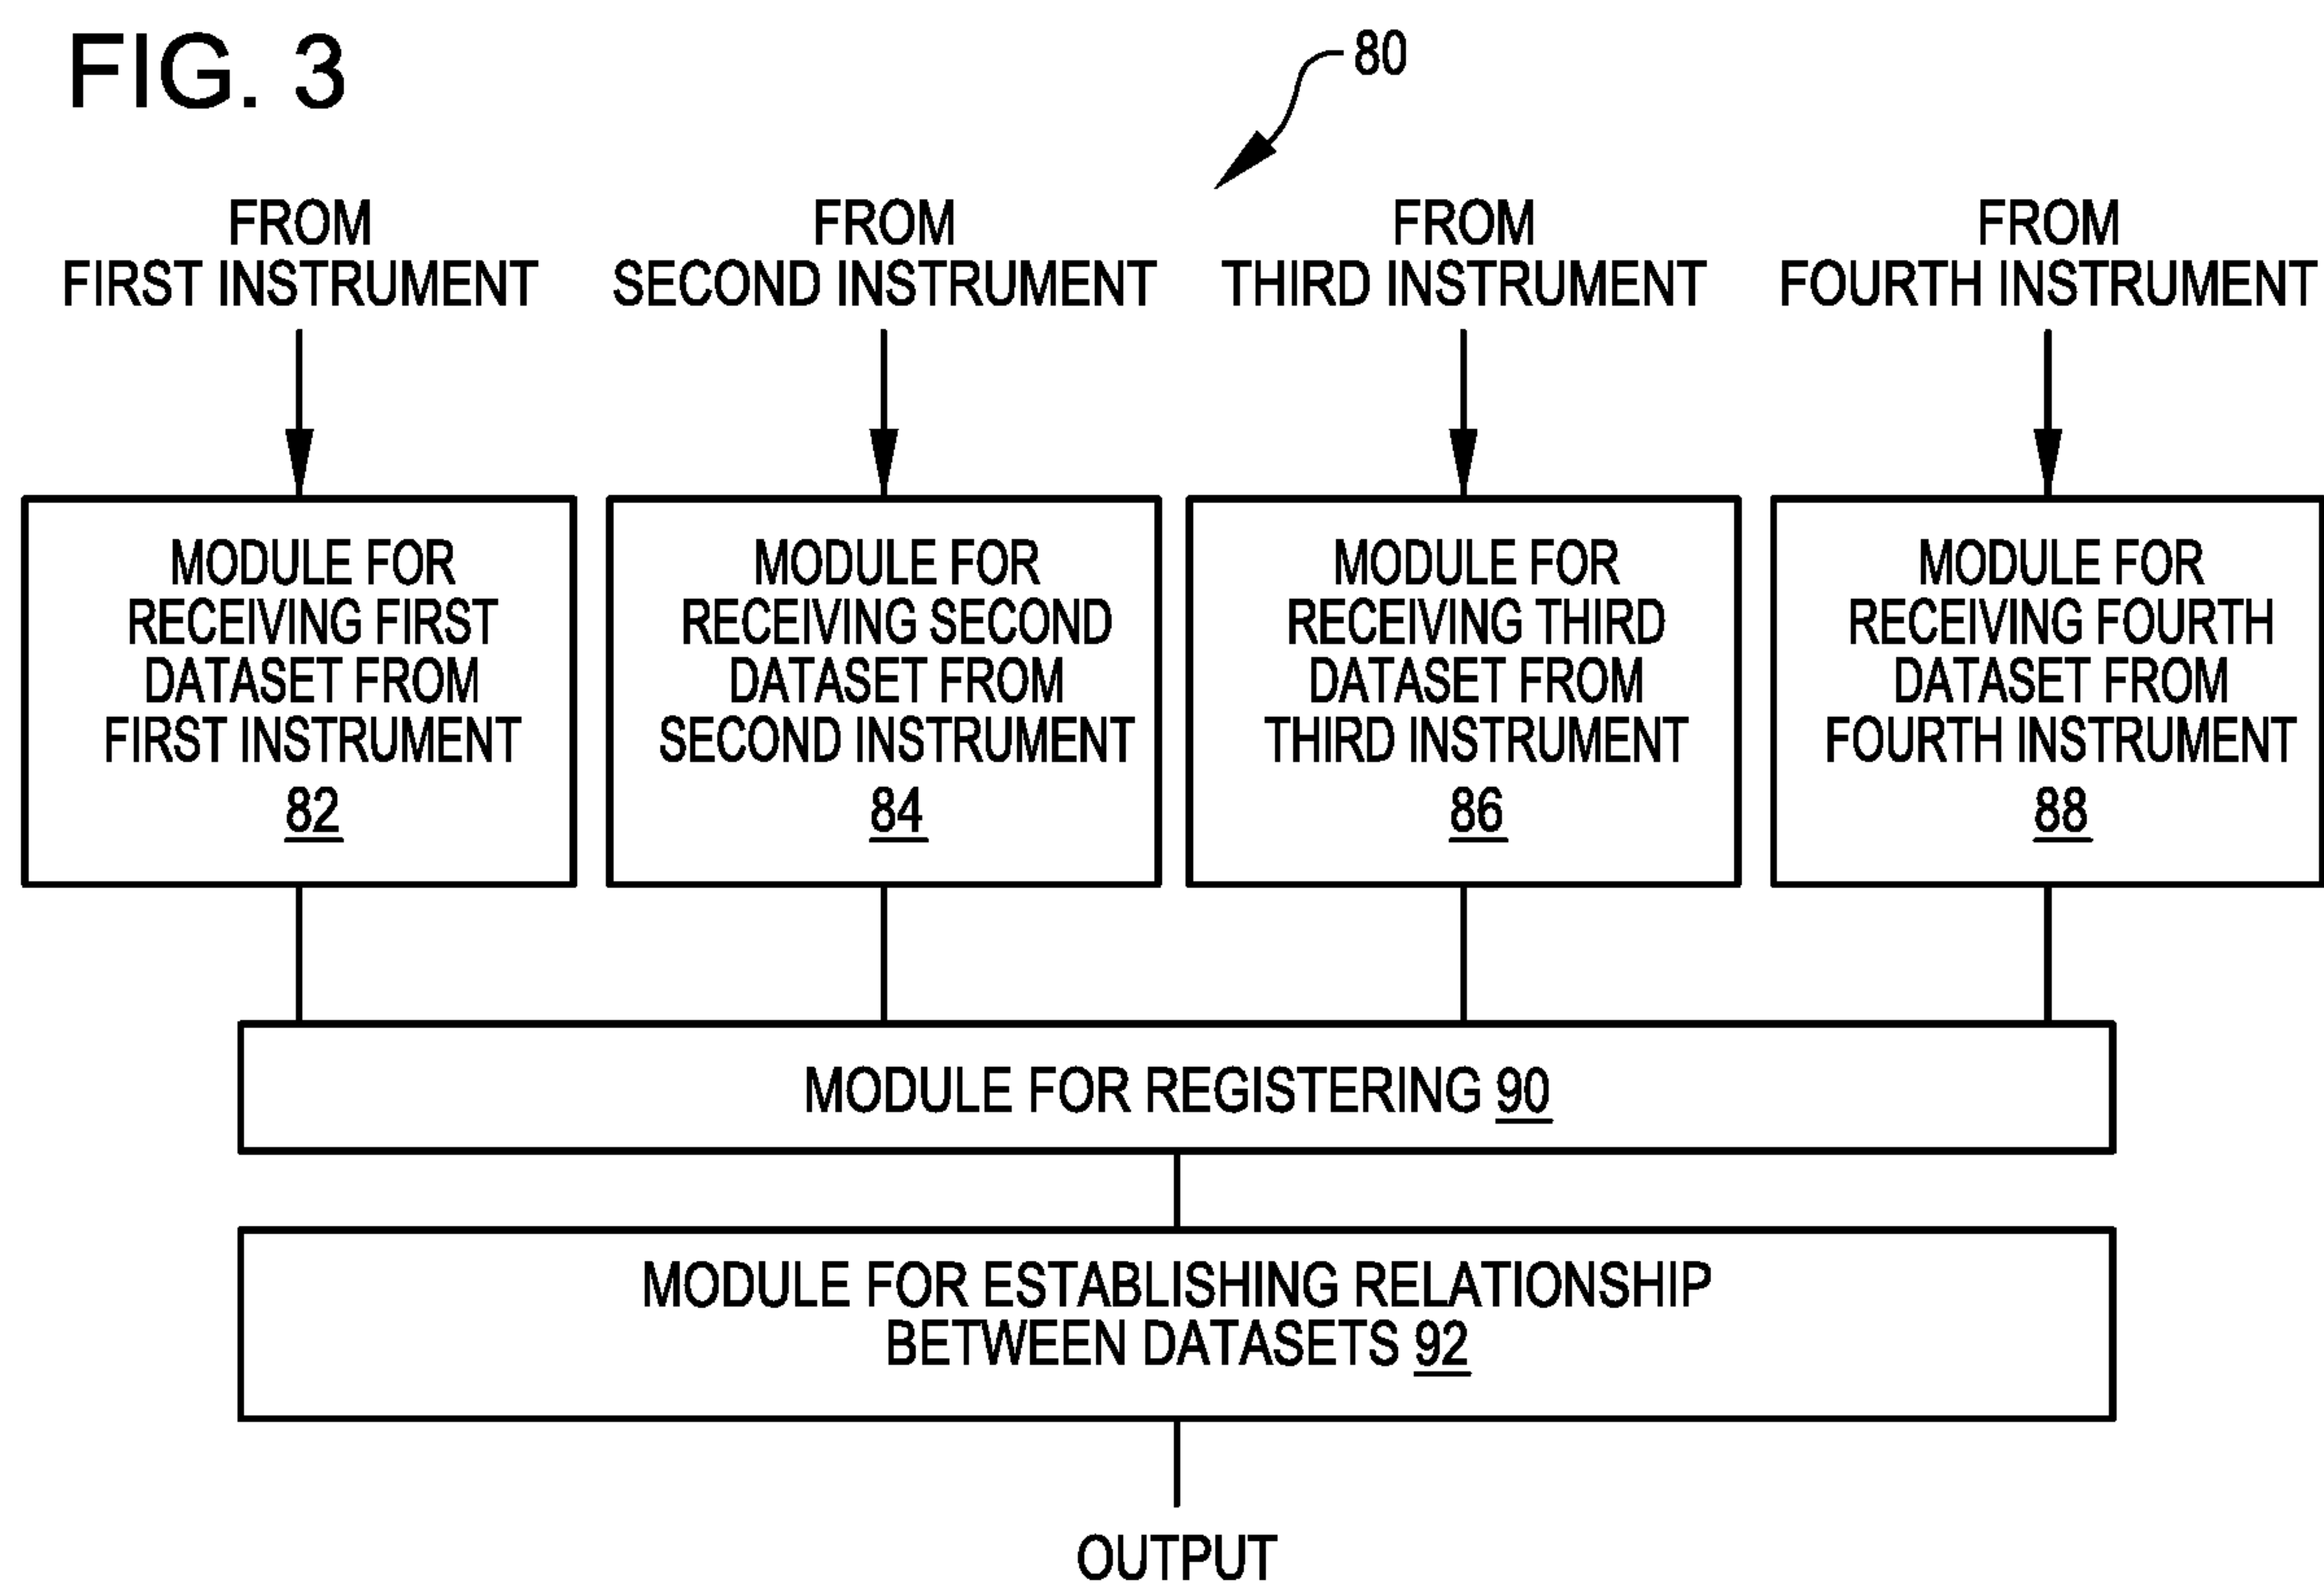 FIG. 3
80
FROM
FIRST INSTRUMENT
FROM
SECOND INSTRUMENT
FROM
THIRD INSTRUMENT
FROM
FOURTH INSTRUMENT
MODULE FOR
RECEIVING FIRST
DATASET FROM
FIRST INSTRUMENT
82
MODULE FOR
RECEIVING SECOND
DATASET FROM
SECOND INSTRUMENT
84
MODULE FOR
RECEIVING THIRD
DATASET FROM
THIRD INSTRUMENT
86
MODULE FOR
RECEIVING FOURTH
DATASET FROM
FOURTH INSTRUMENT
88
MODULE FOR REGISTERING 90
MODULE FOR ESTABLISHING RELATIONSHIP
BETWEEN DATASETS 92
OUTPUT